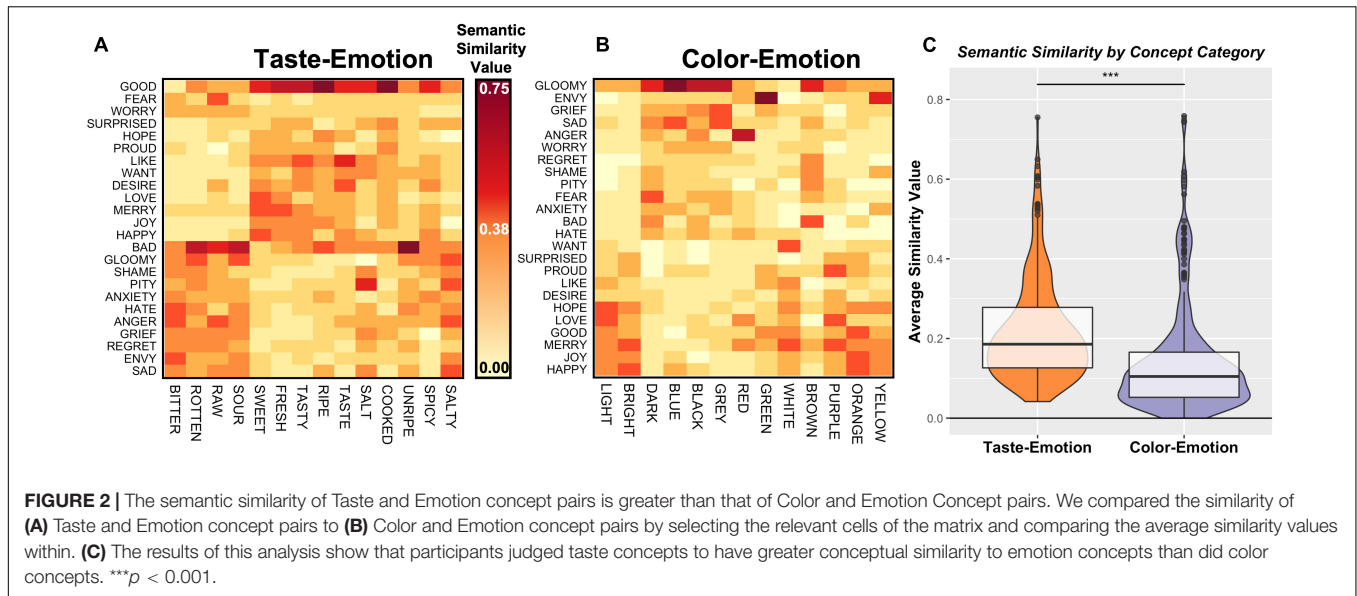 A
Taste-Emotion
Semantic
Similarity
Value
0.75
0.38
0.00
GOOD
FEAR
WORRY
SURPRISED
HOPE
PROUD
LIKE
WANT
DESIRE
LOVE
MERRY
JOY
HAPPY
BAD
GLOOMY
SHAME
PITY
ANXIETY
HATE
ANGER
GRIEF
REGRET
ENVY
SAD
BITTER
ROTTEN
RAW
SOUR
SWEET
FRESH
TASTY
RIPE
TASTE
SALT
COOKED
UNRIPE
SPICY
SALTY
B
Color-Emotion
GLOOMY
ENVY
GRIEF
SAD
ANGER
WORRY
REGRET
SHAME
PITY
FEAR
ANXIETY
BAD
HATE
WANT
SURPRISED
PROUD
LIKE
DESIRE
HOPE
LOVE
GOOD
MERRY
JOY
HAPPY
LIGHT
BRIGHT
DARK
BLUE
BLACK
GREY
RED
GREEN
WHITE
BROWN
PURPLE
ORANGE
YELLOW
C
Semantic Similarity by Concept Category
***
Average Similarity Value
0.8
0.6
0.4
0.2
0.0
Taste-Emotion
Color-Emotion
FIGURE 2 | The semantic similarity of Taste and Emotion concept pairs is greater than that of Color and Emotion Concept pairs. We compared the similarity of
(A) Taste and Emotion concept pairs to (B) Color and Emotion concept pairs by selecting the relevant cells of the matrix and comparing the average similarity values
within. (C) The results of this analysis show that participants judged taste concepts to have greater conceptual similarity to emotion concepts than did color
concepts. ***p < 0.001.